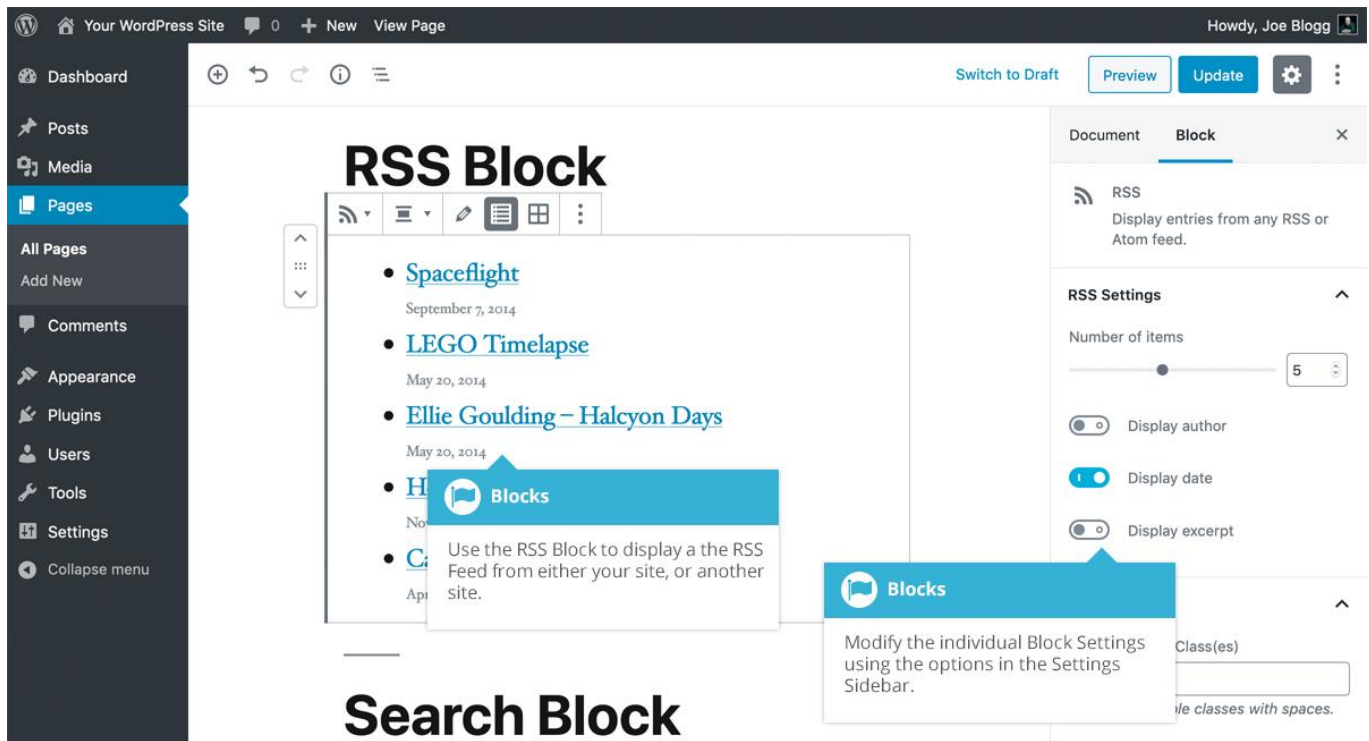 Your WordPress Site 0 New View Page Howdy, Joe Blogg
Dashboard
Posts
Media
Pages
All Pages
Add New
Comments
Appearance
Plugins
Users
Tools
Settings
Collapse menu
Switch to Draft Preview Update
RSS Block
Spaceflight
September 7, 2014
LEGO Timelapse
May 20, 2014
Ellie Goulding – Halcyon Days
May 20, 2014
Blocks
Use the RSS Block to display a the RSS
Feed from either your site, or another
site.
Search Block
Document Block
RSS
Display entries from any RSS or
Atom feed.
RSS Settings
Number of items
5
Display author
Display date
Display excerpt
Blocks
Modify the individual Block Settings
using the options in the Settings
Sidebar.
Class(es)
classes with spaces.